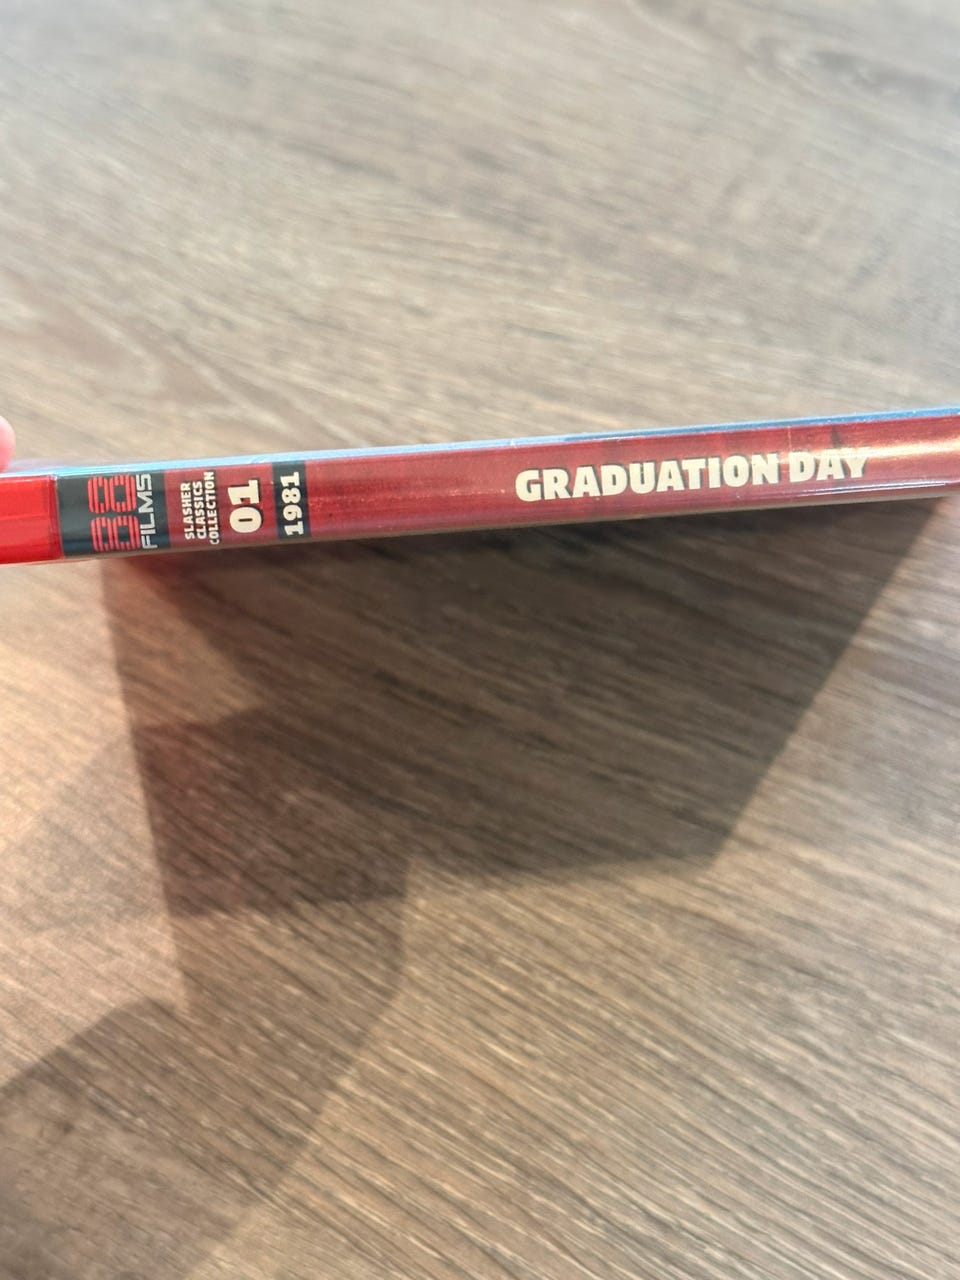 88
FILMS
SLASHER
CLASSICS
COLLECTION
01
1981
GRADUATION DAY